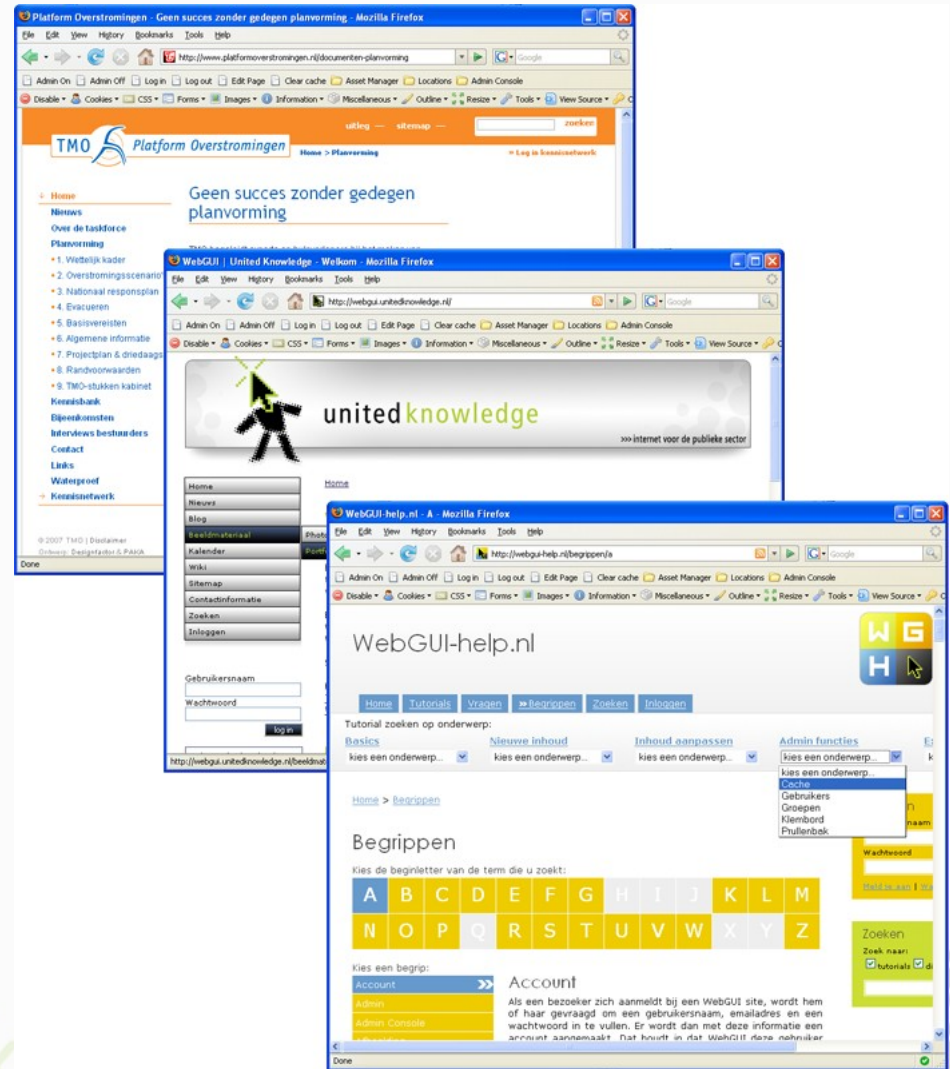 Platform Overstromingen - Geen succes zonder gedegen planvorming - Mozilla Firefox
File Edit View History Bookmarks Tools Help
http://www.platformoverstromingen.nl/documenten-planvorming
Google
Admin On Admin Off Log in Log out Edit Page Clear cache Asset Manager Locations Admin Console
Disable Cookies CSS Forms Images Information Miscellaneous Outline Resize Tools View Source
uitleg — sitemap — zoeken
TMO Platform Overstromingen
Home > Planvorming
» Log in kennisnetwerk
Home
Nieuws
Over de taskforce
Planvorming
• 1. Wettelijk kader
• 2. Overstromingsscenario'
• 3. Nationaal responsplan
• 4. Evacueren
• 5. Basisvereisten
• 6. Algemene informatie
• 7. Projectplan & driedaags
• 8. Randvoorwaarden
• 9. TMO-stukken kabinet
Kennisbank
Bijeenkomsten
Interviews bestuurders
Contact
Links
Waterproef
Kennisnetwerk
© 2007 TMO | Disclaimer
Ontwerp: Designfactor & PAKA
Done
Geen succes zonder gedegen
planvorming
WebGUI | United Knowledge - Welkom - Mozilla Firefox
File Edit View History Bookmarks Tools Help
http://webgui.unitedknowledge.nl/
Google
Admin On Admin Off Log in Log out Edit Page Clear cache Asset Manager Locations Admin Console
Disable Cookies CSS Forms Images Information Miscellaneous Outline Resize Tools View Source
unitedknowledge
>>> internet voor de publieke sector
Home
Home
Nieuws
Blog
Beeldmateriaal
Kalender
Wiki
Sitemap
Contactinformatie
Zoeken
Inloggen
Gebruikersnaam
Wachtwoord
log in
WebGUI-help.nl - A - Mozilla Firefox
File Edit View History Bookmarks Tools Help
http://webgui-help.nl/begrippen/a
Google
Admin On Admin Off Log in Log out Edit Page Clear cache Asset Manager Locations Admin Console
Disable Cookies CSS Forms Images Information Miscellaneous Outline Resize Tools View Source
WebGUI-help.nl
W G
H
Home Tutorials Vragen »Begrippen Zoeken Inloggen
Tutorial zoeken op onderwerp:
Basics Nieuwe inhoud Inhoud aanpassen Admin functies
kies een onderwerp... kies een onderwerp... kies een onderwerp... kies een onderwerp...
kies een onderwerp...
Cache
Gebruikers
Groepen
Klembord
Prullenbak
Home > Begrippen
Begrippen
Kies de beginletter van de term die u zoekt:
A B C D E F G H I J K L M
N O P Q R S T U V W X Y Z
Wachtwoord
Zoeken
Zoek naar:
tutorials
Kies een begrip:
Account
Admin
Admin Console
Account
Als een bezoeker zich aanmeldt bij een WebGUI site, wordt hem
of haar gevraagd om een gebruikersnaam, emailadres en een
wachtwoord in te vullen. Er wordt dan met deze informatie een
account aangemaakt. Dat houdt in dat WebGUI deze gebruiker
Done